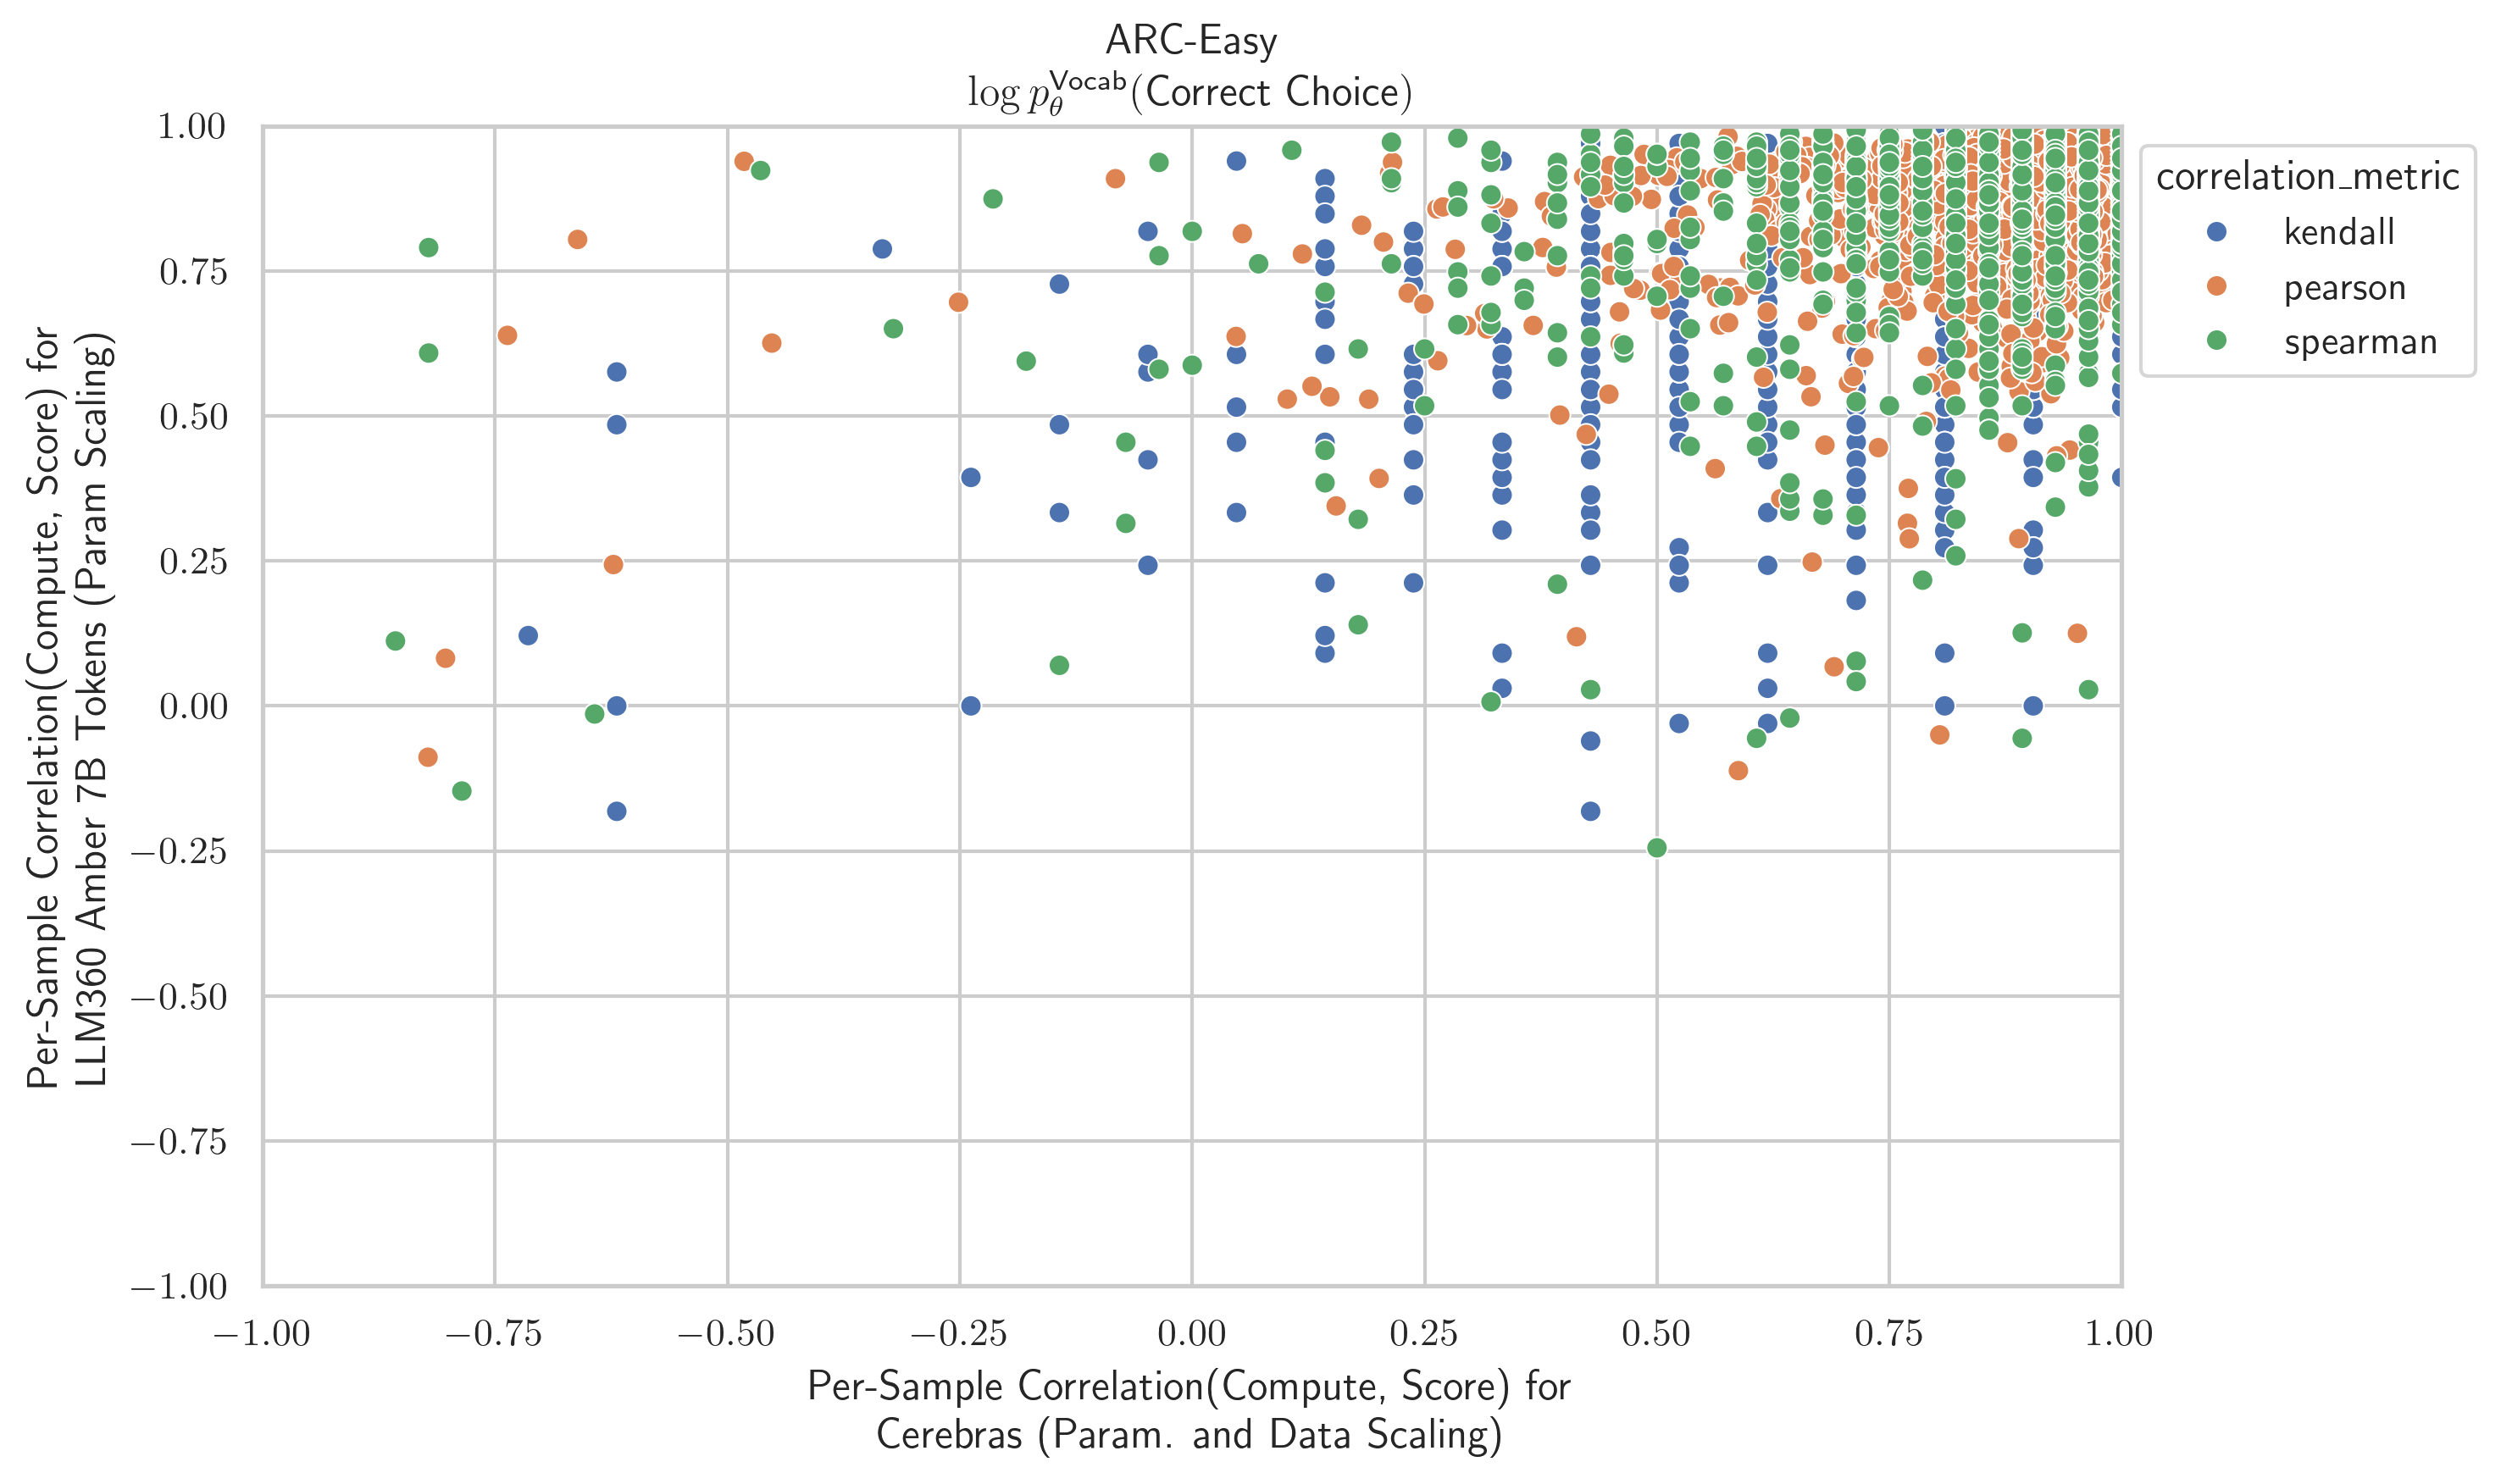 ARC-Easy
log p_θ^Vocab(Correct Choice)
Per-Sample Correlation(Compute, Score) for
LLM360 Amber 7B Tokens (Param Scaling)
1.00
0.75
0.50
0.25
0.00
−0.25
−0.50
−0.75
−1.00
−1.00 −0.75 −0.50 −0.25 0.00 0.25 0.50 0.75 1.00
Per-Sample Correlation(Compute, Score) for
Cerebras (Param. and Data Scaling)
correlation_metric
kendall
pearson
spearman